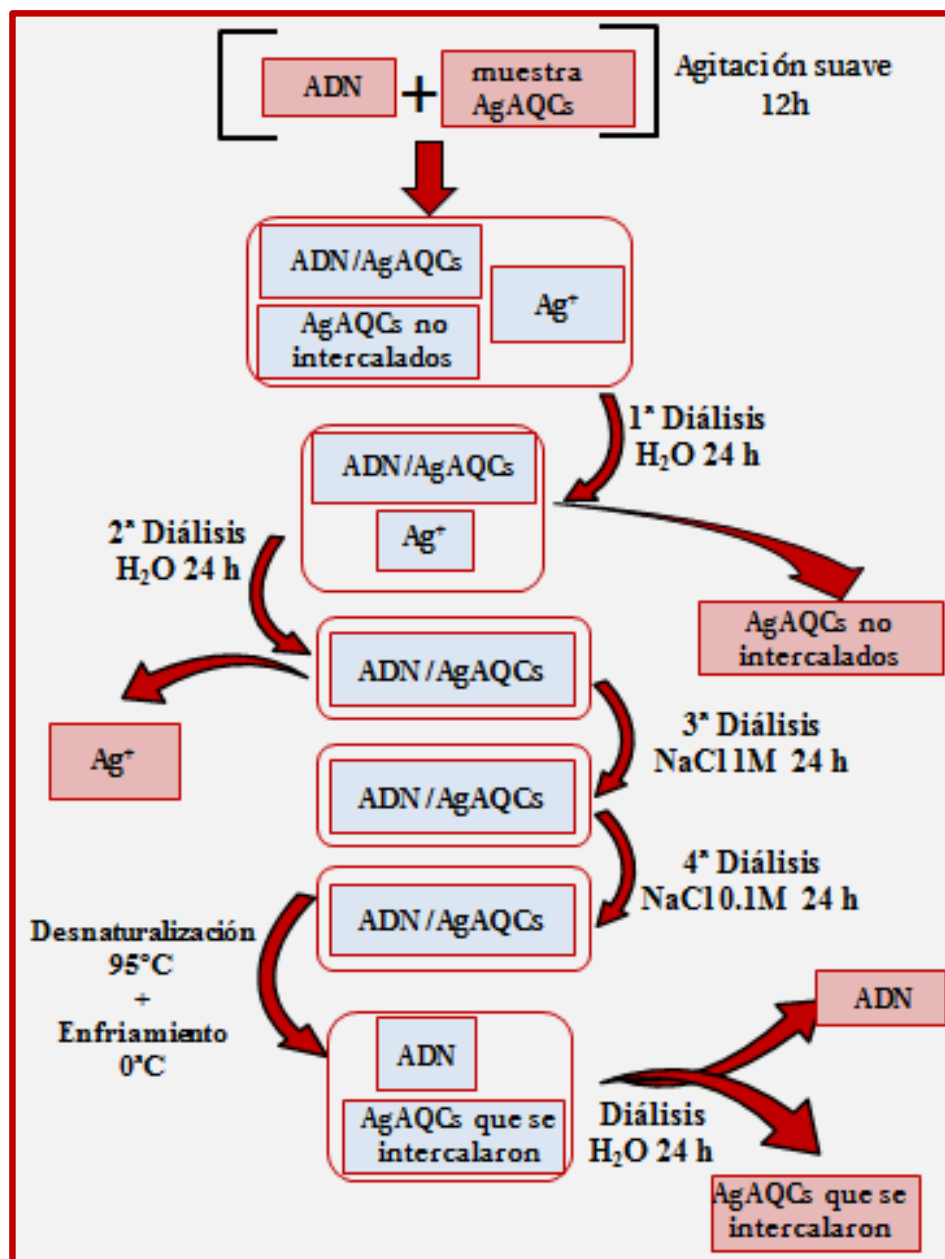 ADN
+
muestra
AgAQCs
Agitación suave
12h
ADN/AgAQCs
AgAQCs no
intercalados
Ag⁺
1ª Diálisis
H₂O 24 h
ADN/AgAQCs
Ag⁺
2ª Diálisis
H₂O 24 h
AgAQCs no
intercalados
ADN/AgAQCs
Ag⁺
3ª Diálisis
NaCl 1M 24 h
ADN/AgAQCs
4ª Diálisis
NaCl 0.1M 24 h
ADN/AgAQCs
Desnaturalización
95°C
+
Enfriamiento
0ªC
ADN
AgAQCs que se
intercalaron
Diálisis
H₂O 24 h
ADN
AgAQCs que se
intercalaron